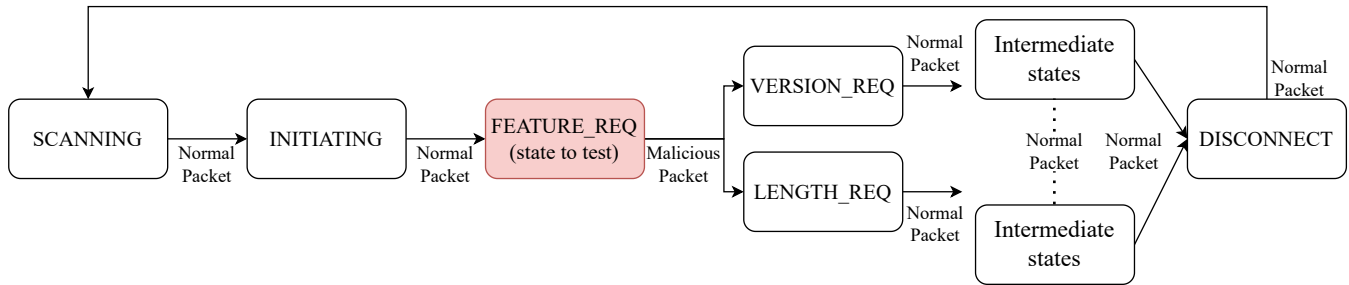 SCANNING
Normal
Packet
INITIATING
Normal
Packet
FEATURE_REQ
(state to test)
Malicious
Packet
VERSION_REQ
Normal
Packet
LENGTH_REQ
Normal
Packet
Intermediate
states
Normal
Packet
Intermediate
states
Normal
Packet
DISCONNECT
Normal
Packet